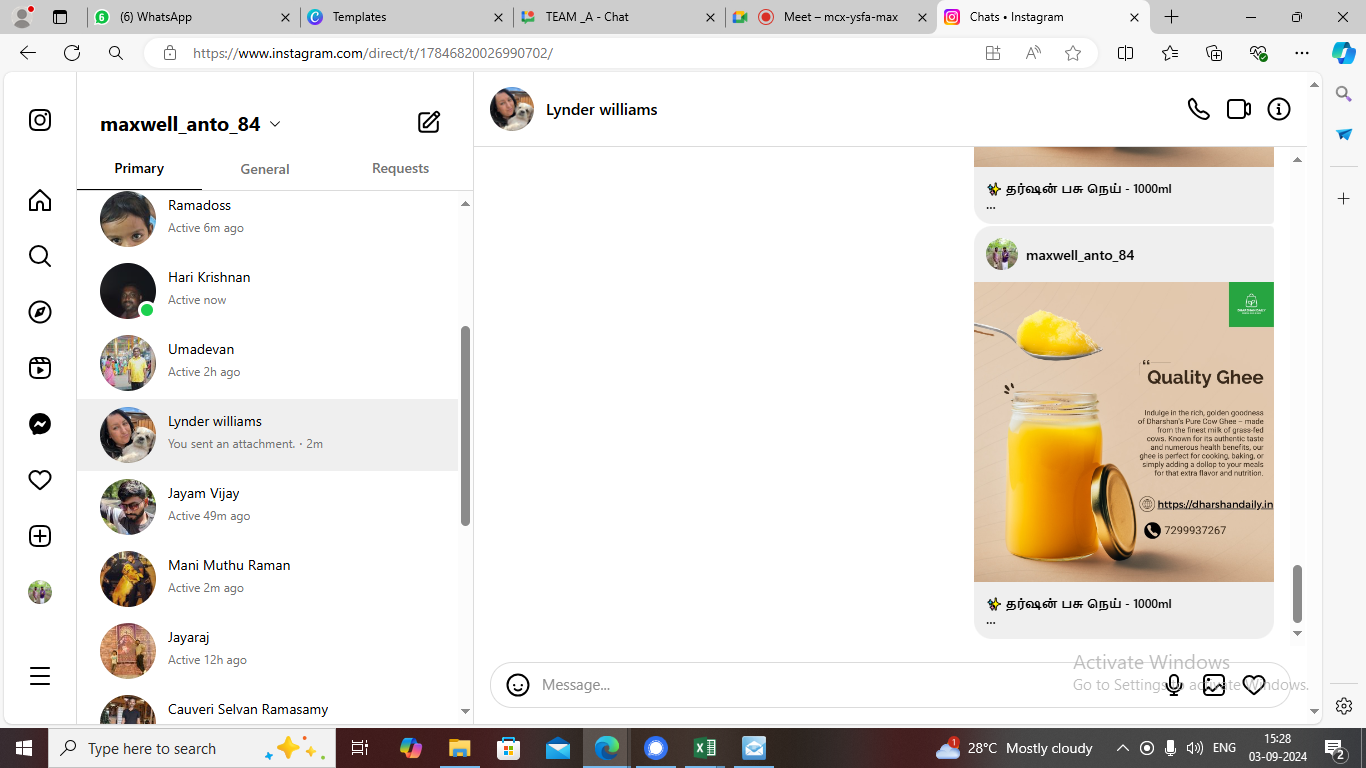 (6) WhatsApp
Templates
TEAM _A - Chat
Meet – mcx-ysfa-max
Chats • Instagram
https://www.instagram.com/direct/t/17846820026990702/
maxwell_anto_84
Primary
General
Requests
Ramadoss
Active 6m ago
Hari Krishnan
Active now
Umadevan
Active 2h ago
Lynder williams
You sent an attachment. · 2m
Jayam Vijay
Active 49m ago
Mani Muthu Raman
Active 2m ago
Jayaraj
Active 12h ago
Cauveri Selvan Ramasamy
Lynder williams
✨ தர்ஷன் பசு நெய் - 1000ml
...
maxwell_anto_84
DHARSHANDAILY
“ Quality Ghee
Indulge in the rich, golden goodness
of Dharshan's Pure Cow Ghee – made
from the finest milk of grass-fed
cows. Known for its authentic taste
and numerous health benefits, our
ghee is perfect for cooking, baking, or
simply adding a dollop to your meals
for that extra flavor and nutrition.
https://dharshandaily.in
7299937267
✨ தர்ஷன் பசு நெய் - 1000ml
...
Message...
Activate Windows
Go to Settings to activate Windows.
Type here to search
1
28°C Mostly cloudy
ENG
15:28
03-09-2024
2